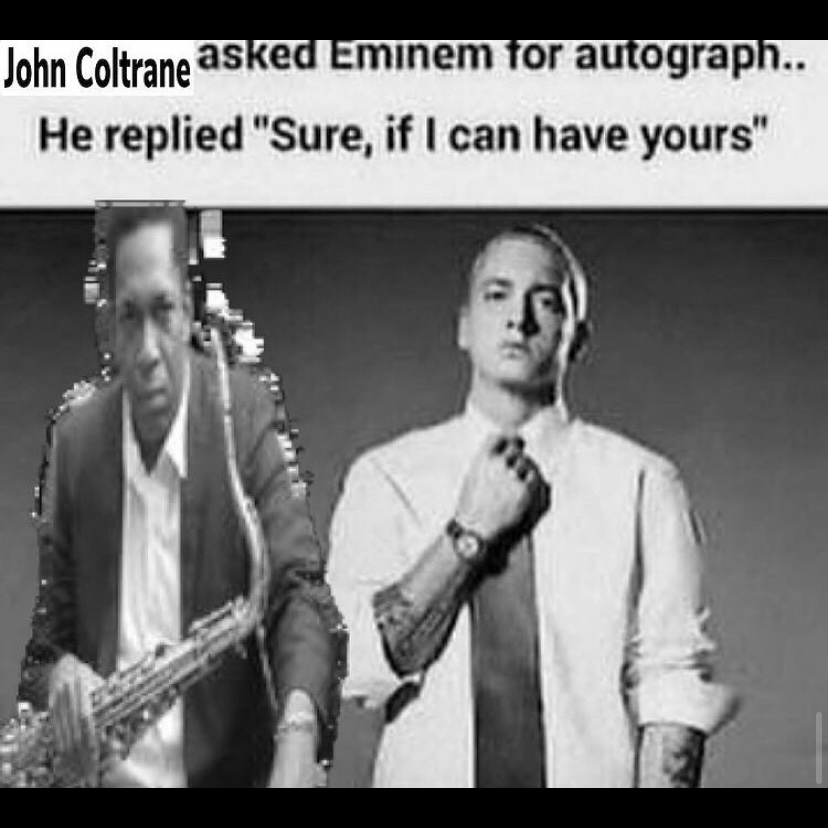 John Coltrane asked Eminem for autograph..
He replied "Sure, if I can have yours"